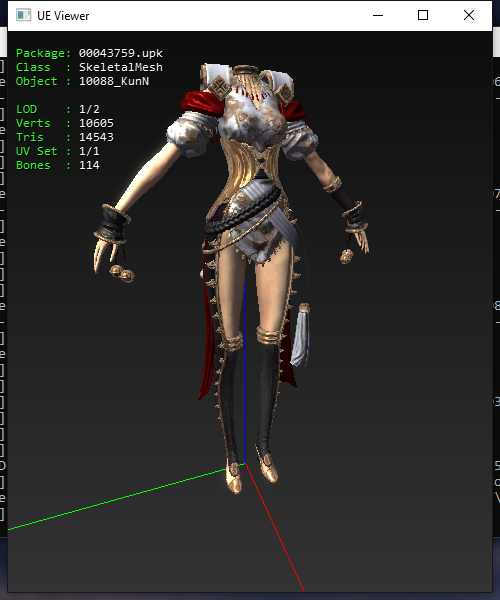 UE Viewer
Package: 00043759.upk
Class : SkeletalMesh
Object : 10088_KunN
LOD : 1/2
Verts : 10605
Tris : 14543
UV Set : 1/1
Bones : 114